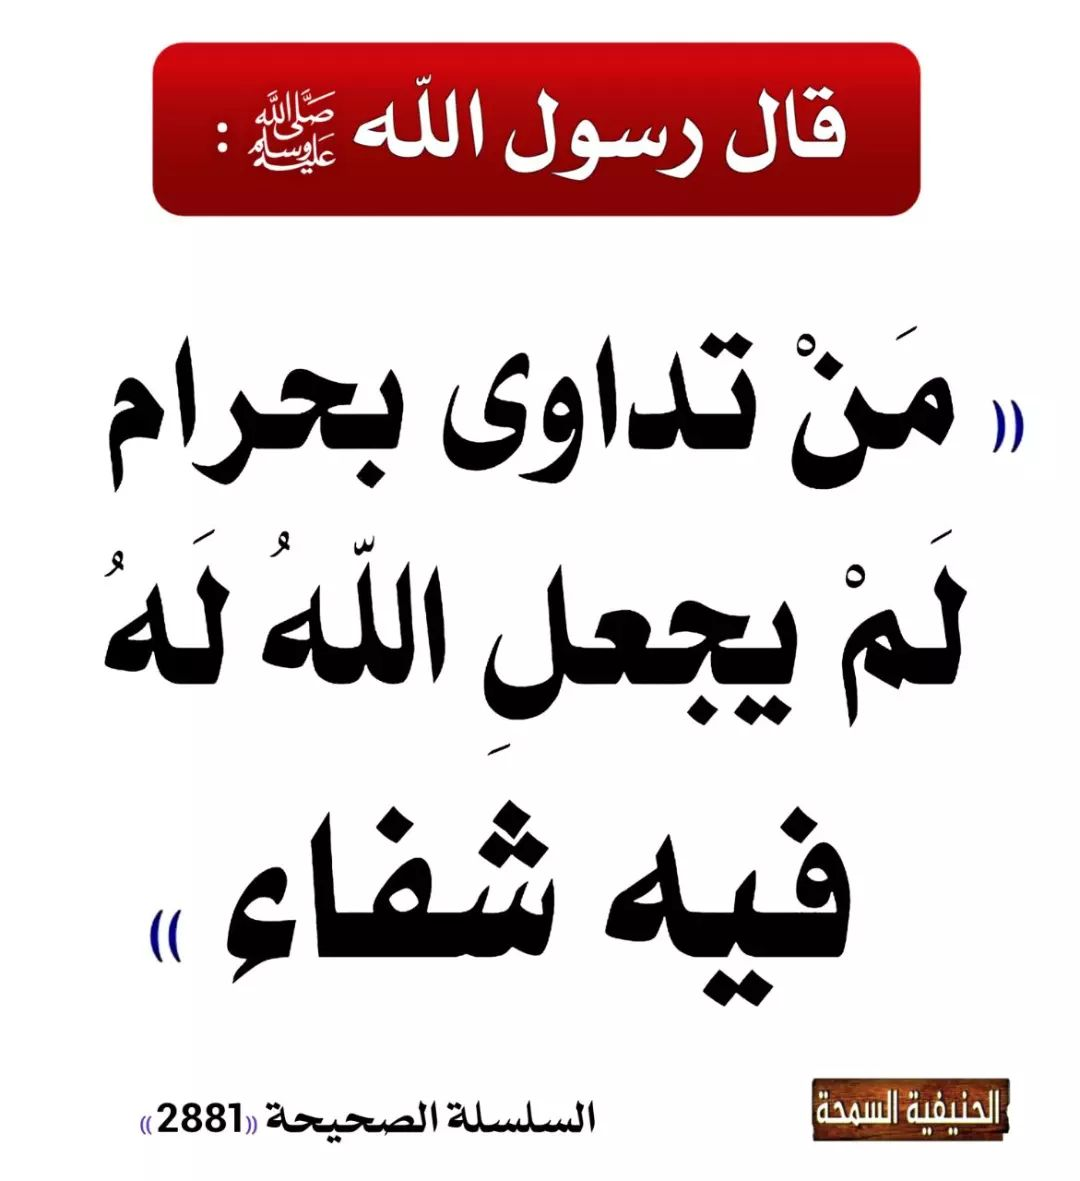 قال رسول الله ﷺ :
(( مَنْ تداوى بحرام
لَمْ يجعلِ اللّهُ لَهُ
فيه شفاء ))
السلسلة الصحيحة ((2881))
الحنيفية السمحة